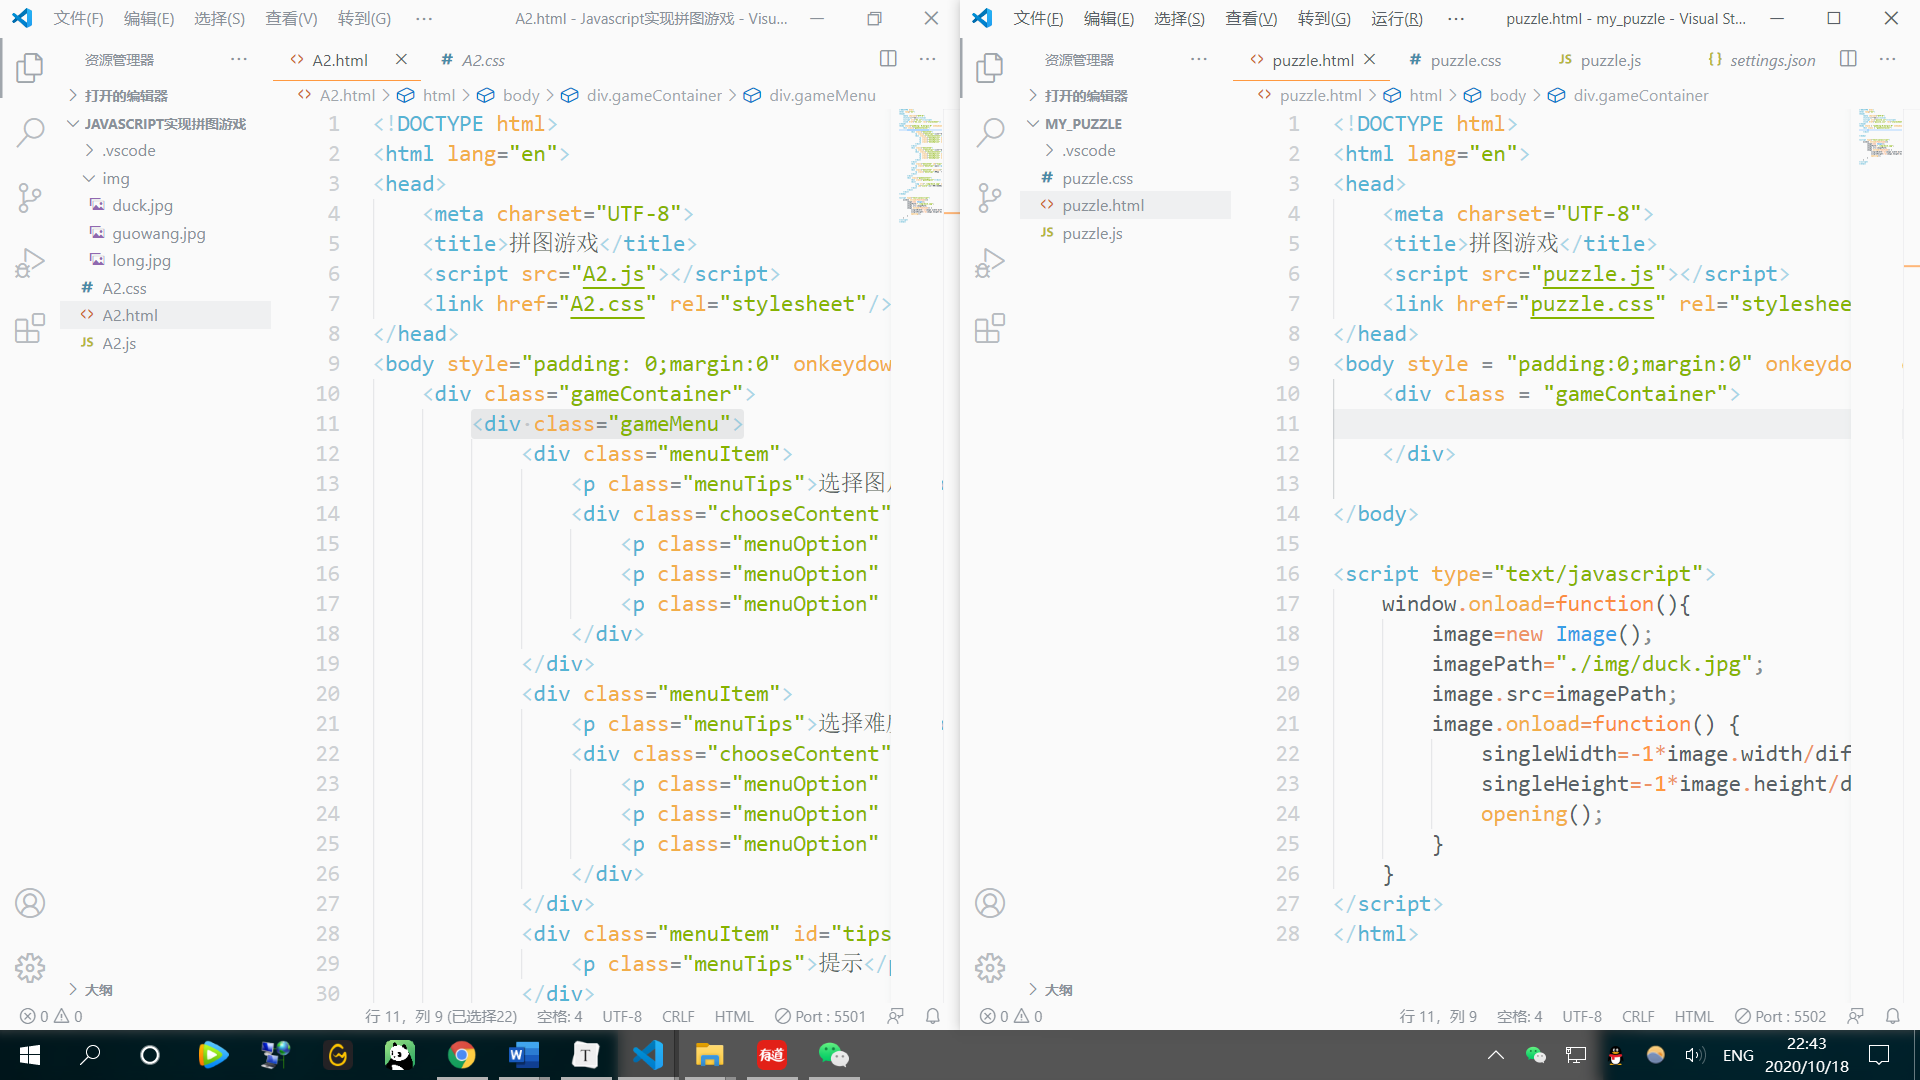 文件(F) 编辑(E) 选择(S) 查看(V) 转到(G) ··· A2.html - Javascript实现拼图游戏 - Visu...
资源管理器 ···
打开的编辑器
JAVASCRIPT实现拼图游戏
.vscode
img
duck.jpg
guowang.jpg
long.jpg
A2.css
A2.html
JS A2.js
大纲
A2.html
# A2.css
A2.html > html > body > div.gameContainer > div.gameMenu
1 <!DOCTYPE html>
2 <html lang="en">
3 <head>
4 <meta charset="UTF-8">
5 <title>拼图游戏</title>
6 <script src="A2.js"></script>
7 <link href="A2.css" rel="stylesheet"/>
8 </head>
9 <body style="padding: 0;margin:0" onkeydow
10 <div class="gameContainer">
11 <div·class="gameMenu">
12 <div class="menuItem">
13 <p class="menuTips">选择图
14 <div class="chooseContent"
15 <p class="menuOption"
16 <p class="menuOption"
17 <p class="menuOption"
18 </div>
19 </div>
20 <div class="menuItem">
21 <p class="menuTips">选择难
22 <div class="chooseContent"
23 <p class="menuOption"
24 <p class="menuOption"
25 <p class="menuOption"
26 </div>
27 </div>
28 <div class="menuItem" id="tips
29 <p class="menuTips">提示</p
30 </div>
0 0 行 11，列 9 (已选择22) 空格: 4 UTF-8 CRLF HTML Port : 5501
文件(F) 编辑(E) 选择(S) 查看(V) 转到(G) 运行(R) ··· puzzle.html - my_puzzle - Visual St...
资源管理器 ···
打开的编辑器
MY_PUZZLE
.vscode
# puzzle.css
puzzle.html
JS puzzle.js
大纲
puzzle.html
# puzzle.css
JS puzzle.js
{} settings.json
puzzle.html > html > body > div.gameContainer
1 <!DOCTYPE html>
2 <html lang="en">
3 <head>
4 <meta charset="UTF-8">
5 <title>拼图游戏</title>
6 <script src="puzzle.js"></script>
7 <link href="puzzle.css" rel="styleshee
8 </head>
9 <body style = "padding:0;margin:0" onkeydo
10 <div class = "gameContainer">
11
12 </div>
13
14 </body>
15
16 <script type="text/javascript">
17 window.onload=function(){
18 image=new Image();
19 imagePath="./img/duck.jpg";
20 image.src=imagePath;
21 image.onload=function() {
22 singleWidth=-1*image.width/dif
23 singleHeight=-1*image.height/d
24 opening();
25 }
26 }
27 </script>
28 </html>
0 0 行 11，列 9 空格: 4 UTF-8 CRLF HTML Port : 5502
W T 有道 ENG
22:43
2020/10/18